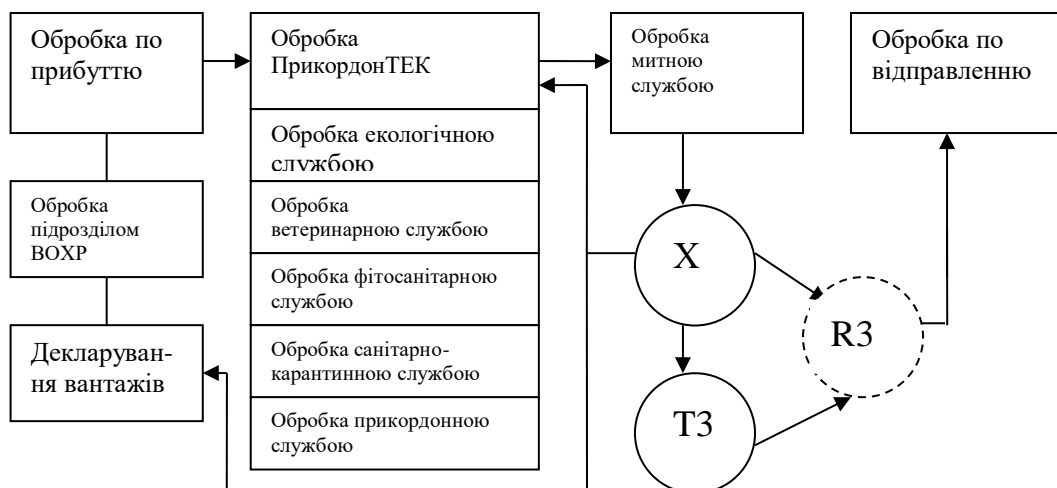 Обробка по
прибуттю
Обробка
підрозділом
ВОХР
Декларуван-
ня вантажів
Обробка
ПрикордонТЕК
Обробка екологічною
службою
Обробка
ветеринарною службою
Обробка фітосанітарною
службою
Обробка санітарно-
карантинною службою
Обробка прикордонною
службою
Обробка
митною
службою
X
T3
R3
Обробка по
відправленню